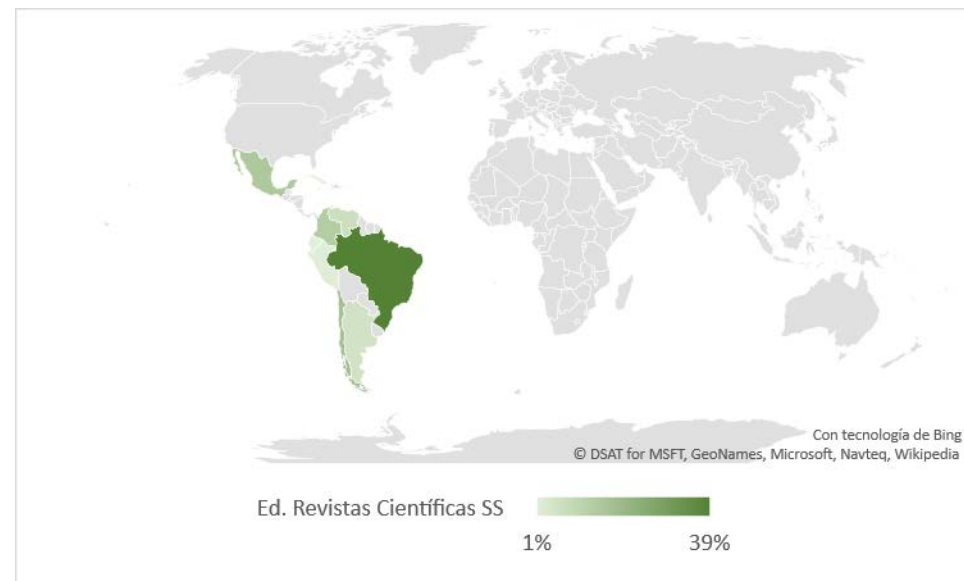 Con tecnología de Bing
© DSAT for MSFT, GeoNames, Microsoft, Navteq, Wikipedia
Ed. Revistas Científicas SS
1%
39%